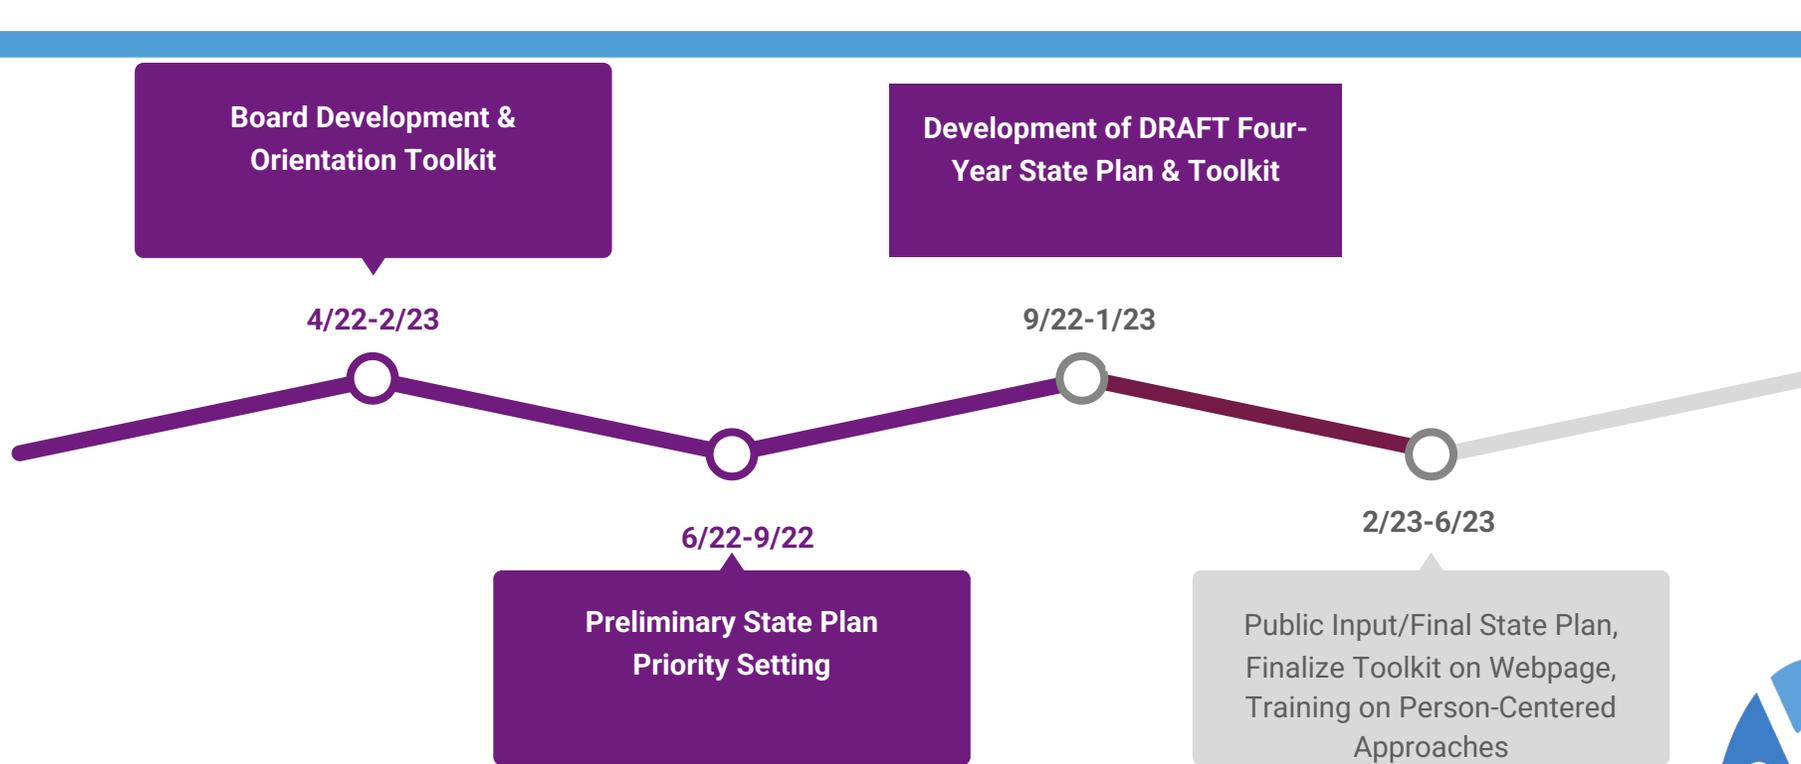 Board Development &
Orientation Toolkit
4/22-2/23
Development of DRAFT Four-
Year State Plan & Toolkit
9/22-1/23
6/22-9/22
Preliminary State Plan
Priority Setting
2/23-6/23
Public Input/Final State Plan,
Finalize Toolkit on Webpage,
Training on Person-Centered
Approaches